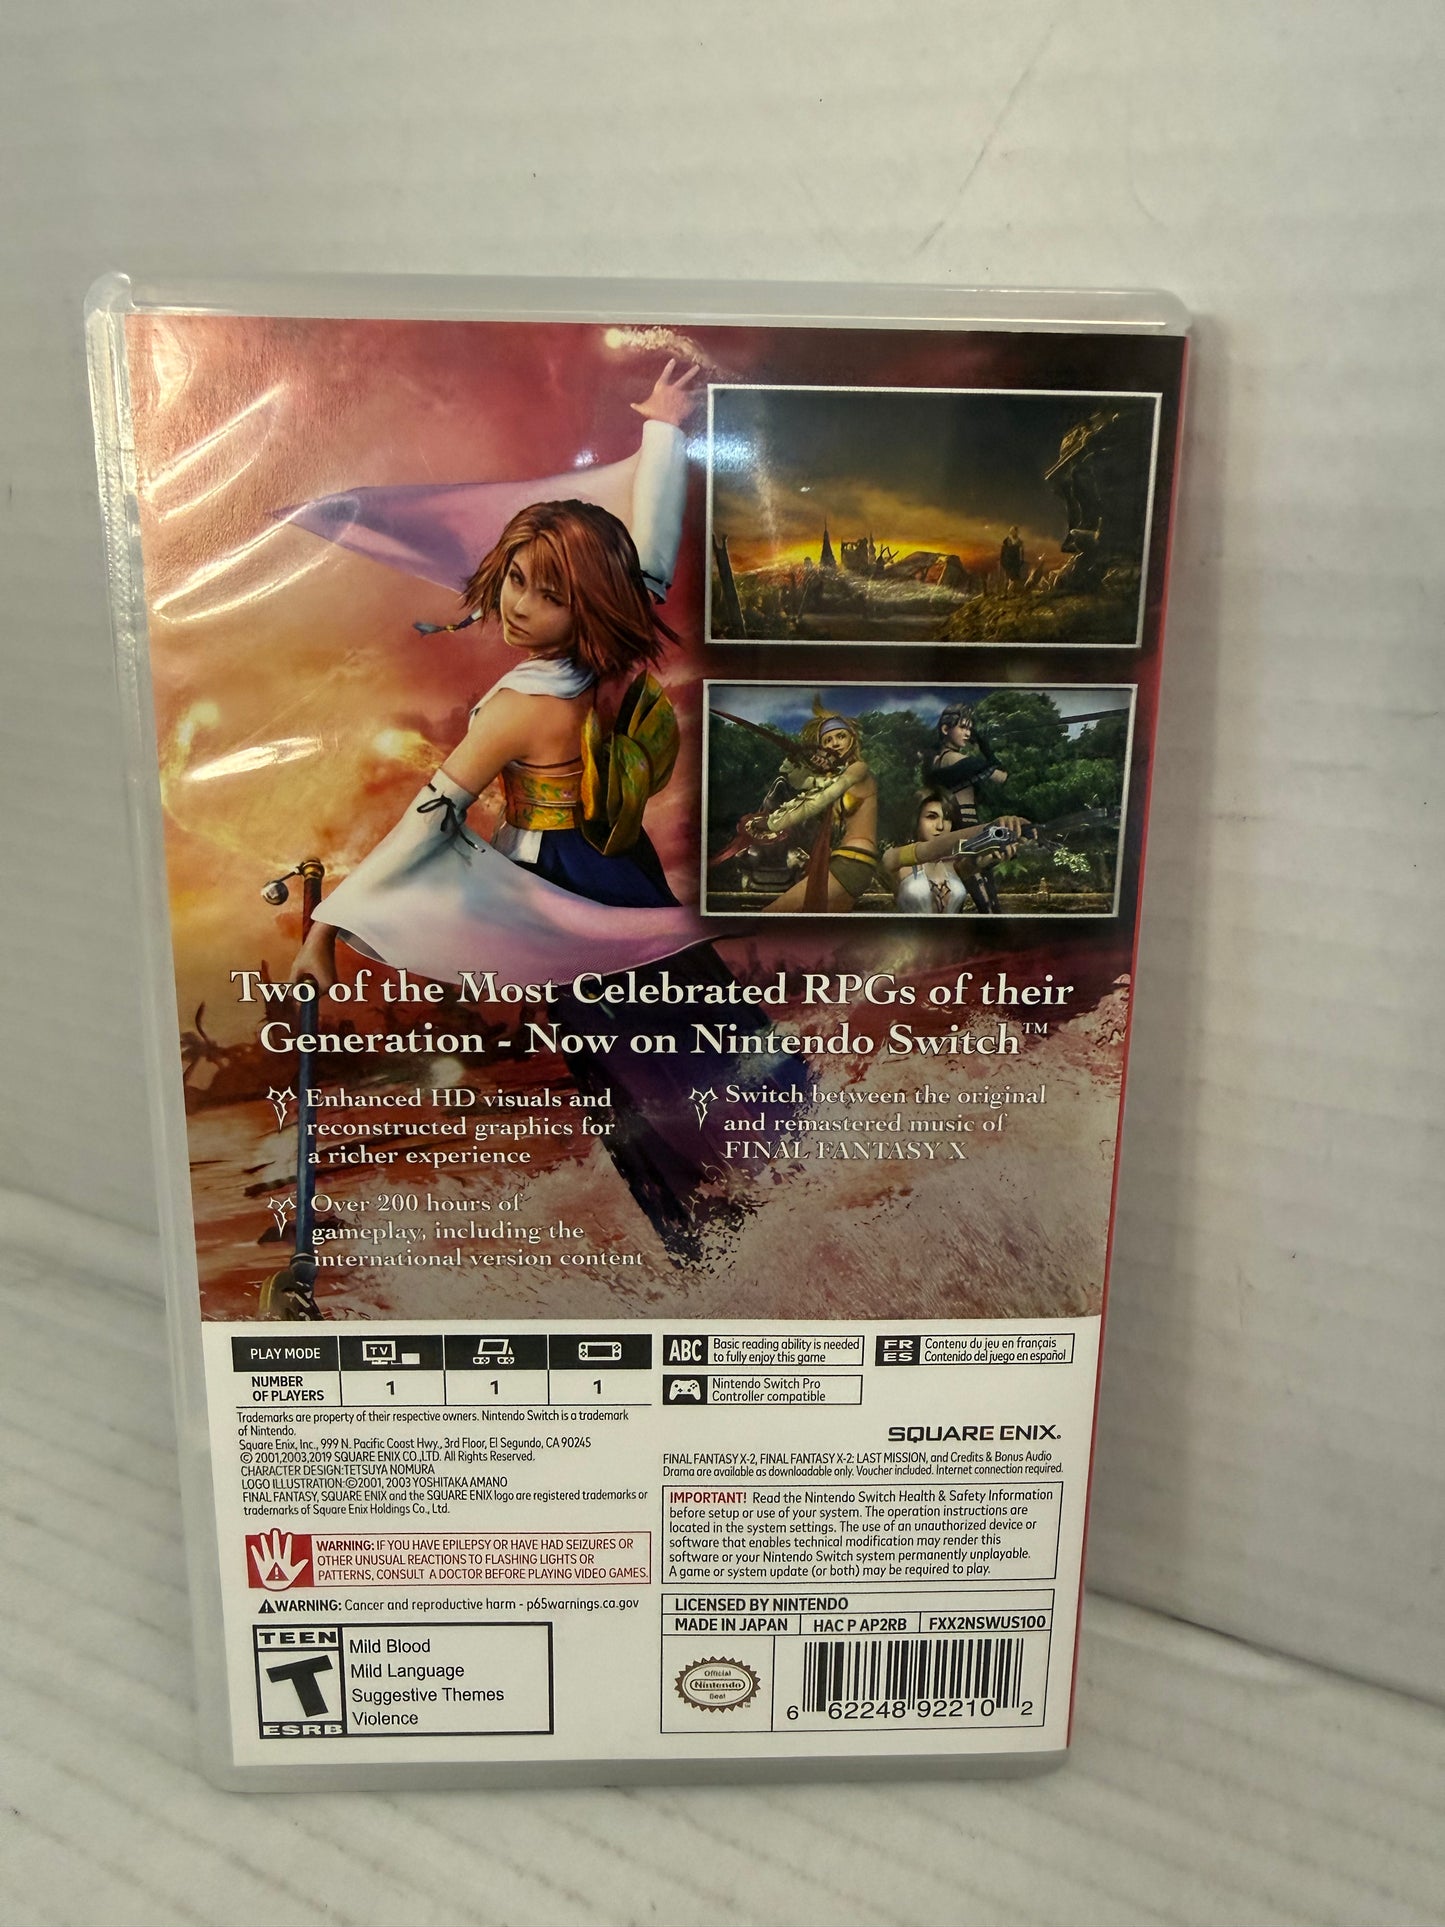 Two of the Most Celebrated RPGs of their
Generation - Now on Nintendo Switch™
Enhanced HD visuals and
reconstructed graphics for
a richer experience
Over 200 hours of
gameplay, including the
international version content
Switch between the original
and remastered music of
FINAL FANTASY X
PLAY MODE
TV
NUMBER
OF PLAYERS
1
1
1
ABC
Basic reading ability is needed
to fully enjoy this game
FR
ES
Contenu du jeu en français
Contenido del juego en español
Nintendo Switch Pro
Controller compatible
Trademarks are property of their respective owners. Nintendo Switch is a trademark
of Nintendo.
Square Enix, Inc., 999 N. Pacific Coast Hwy., 3rd Floor, El Segundo, CA 90245
© 2001,2003,2019 SQUARE ENIX CO.,LTD. All Rights Reserved.
CHARACTER DESIGN:TETSUYA NOMURA
LOGO ILLUSTRATION:©2001, 2003 YOSHITAKA AMANO
FINAL FANTASY, SQUARE ENIX and the SQUARE ENIX logo are registered trademarks or
trademarks of Square Enix Holdings Co., Ltd.
SQUARE ENIX.
FINAL FANTASY X-2, FINAL FANTASY X-2: LAST MISSION, and Credits & Bonus Audio
Drama are available as downloadable only. Voucher included. Internet connection required.
IMPORTANT! Read the Nintendo Switch Health & Safety Information
before setup or use of your system. The operation instructions are
located in the system settings. The use of an unauthorized device or
software that enables technical modification may render this
software or your Nintendo Switch system permanently unplayable.
A game or system update (or both) may be required to play.
WARNING: IF YOU HAVE EPILEPSY OR HAVE HAD SEIZURES OR
OTHER UNUSUAL REACTIONS TO FLASHING LIGHTS OR
PATTERNS, CONSULT A DOCTOR BEFORE PLAYING VIDEO GAMES.
WARNING: Cancer and reproductive harm - p65warnings.ca.gov
TEEN
T
ESRB
Mild Blood
Mild Language
Suggestive Themes
Violence
LICENSED BY NINTENDO
MADE IN JAPAN
HAC P AP2RB
FXX2NSWUS100
Official
Nintendo
Seal
6 62248 92210 2